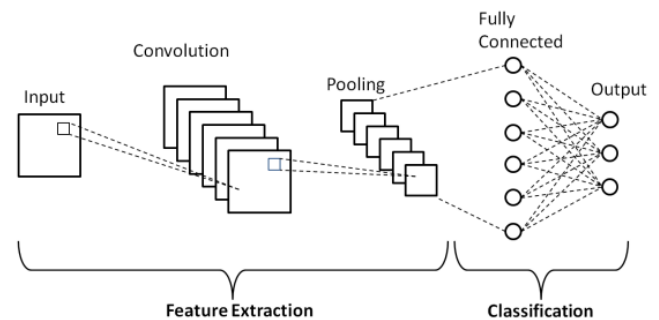 Fully
Connected
Convolution
Pooling
Output
Input
Feature Extraction
Classification